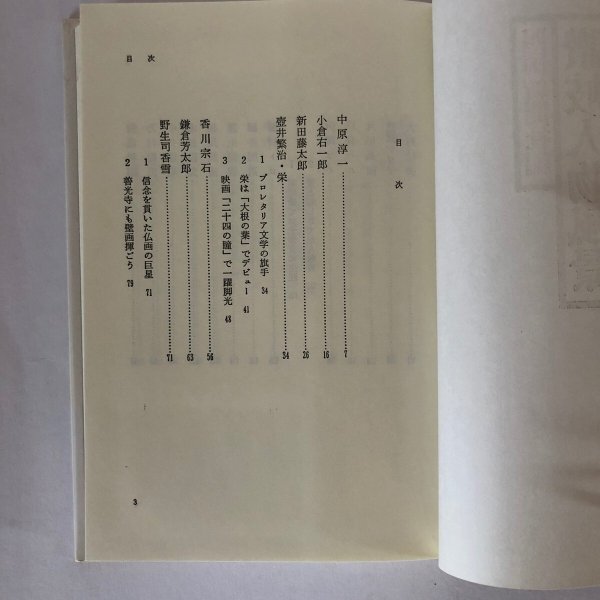 目次
中原淳一……………………7
小倉右一郎……………………16
新田藤太郎……………………26
壺井繁治・栄……………………34
1 プロレタリア文学の旗手 34
2 栄は「大根の葉」でデビュー 41
3 映画「二十四の瞳」で一躍脚光 48
香川宗石……………………56
鎌倉芳太郎……………………63
野生司香雪……………………71
1 信念を貫いた仏画の巨星 71
2 善光寺にも壁画揮ごう 79
目次
3